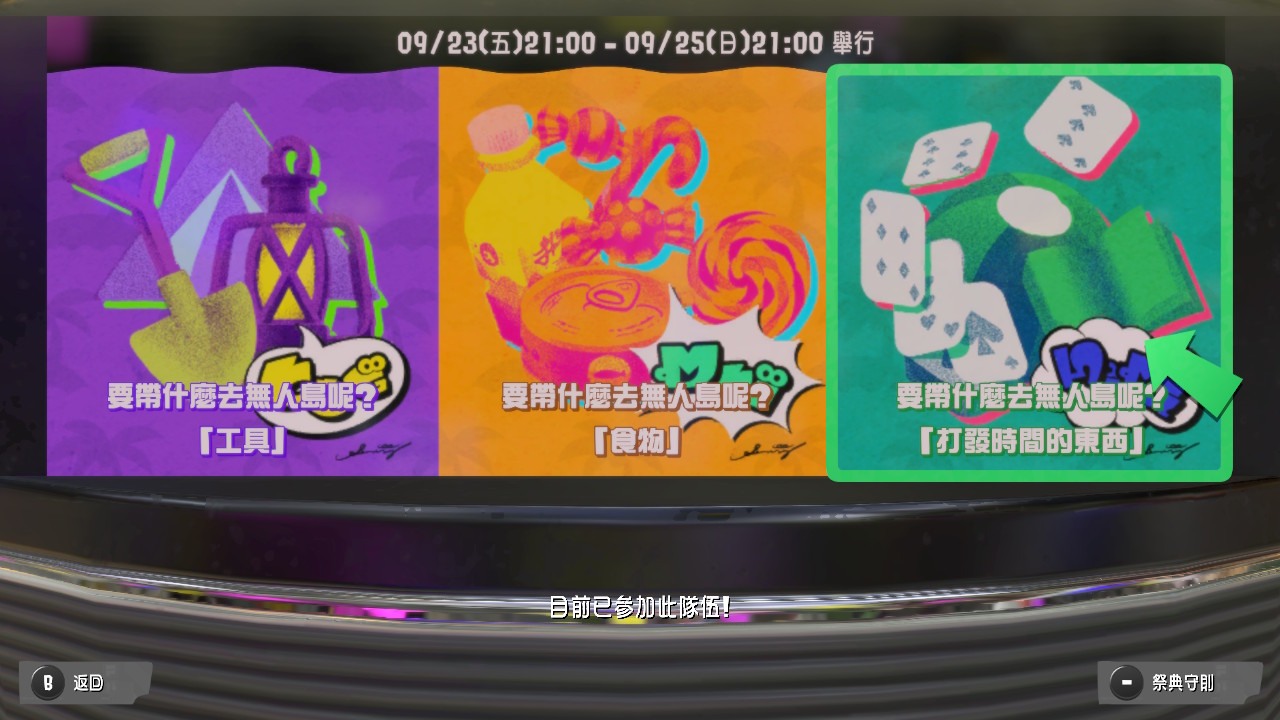 09/23(五)21:00 - 09/25(日)21:00 舉行
要帶什麼去無人島呢?
「工具」
要帶什麼去無人島呢?
「食物」
要帶什麼去無人島呢?
「打發時間的東西」
目前已參加此隊伍!
B 返回
- 祭典守則